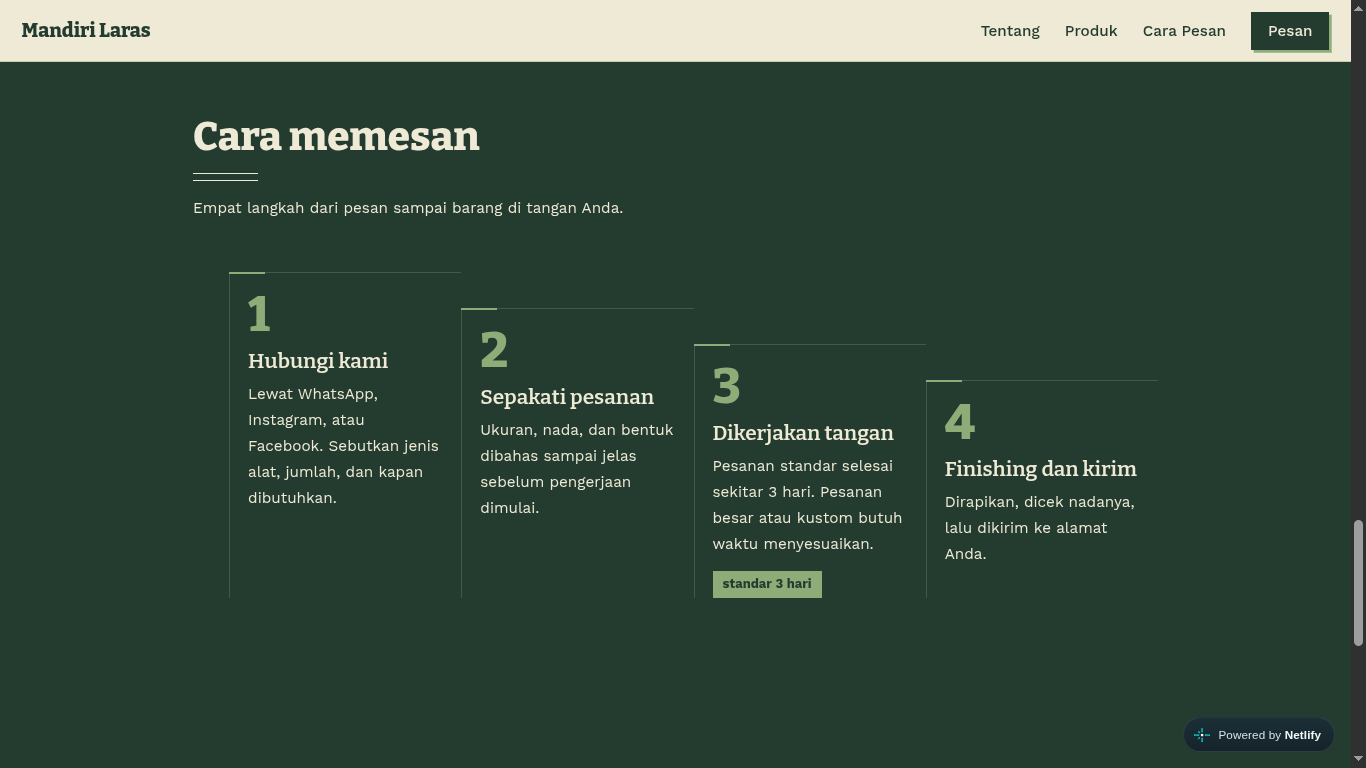 Mandiri Laras
Tentang
Produk
Cara Pesan
Pesan
Cara memesan
Empat langkah dari pesan sampai barang di tangan Anda.
1
Hubungi kami
Lewat WhatsApp,
Instagram, atau
Facebook. Sebutkan jenis
alat, jumlah, dan kapan
dibutuhkan.
2
Sepakati pesanan
Ukuran, nada, dan bentuk
dibahas sampai jelas
sebelum pengerjaan
dimulai.
3
Dikerjakan tangan
Pesanan standar selesai
sekitar 3 hari. Pesanan
besar atau kustom butuh
waktu menyesuaikan.
standar 3 hari
4
Finishing dan kirim
Dirapikan, dicek nadanya,
lalu dikirim ke alamat
Anda.
Powered by Netlify